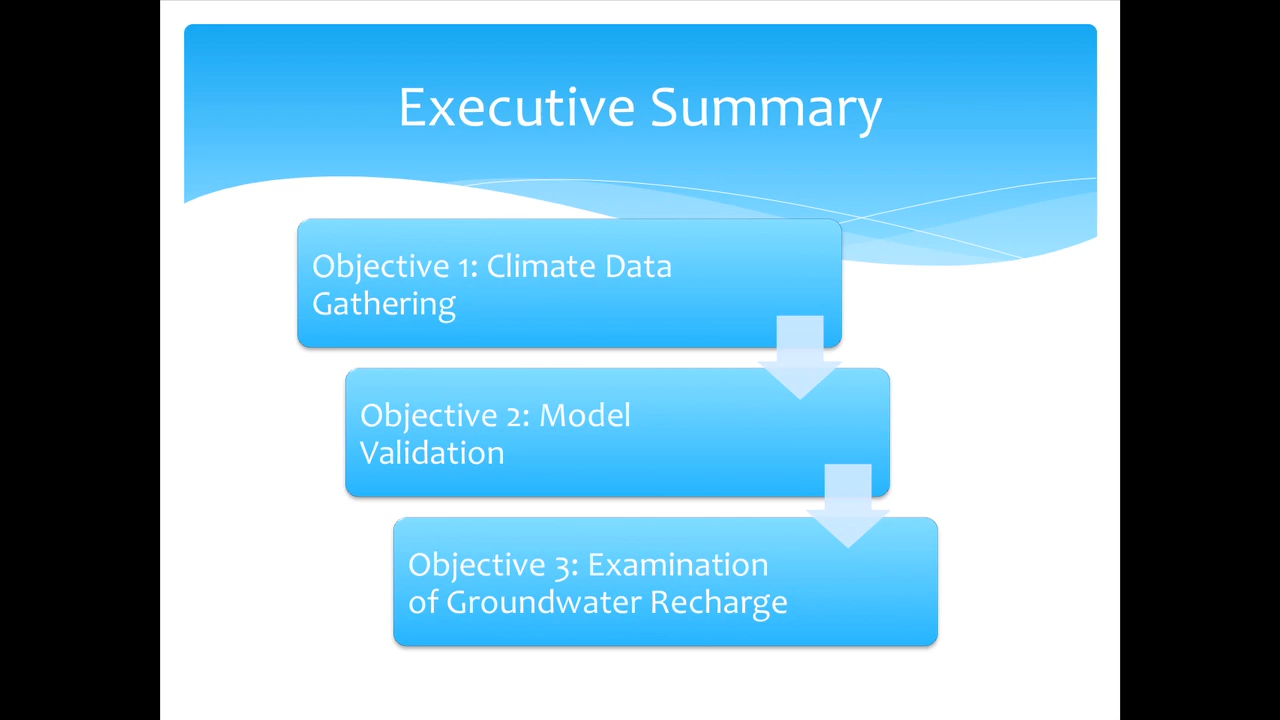 Executive Summary
Objective 1: Climate Data
Gathering
Objective 2: Model
Validation
Objective 3: Examination
of Groundwater Recharge